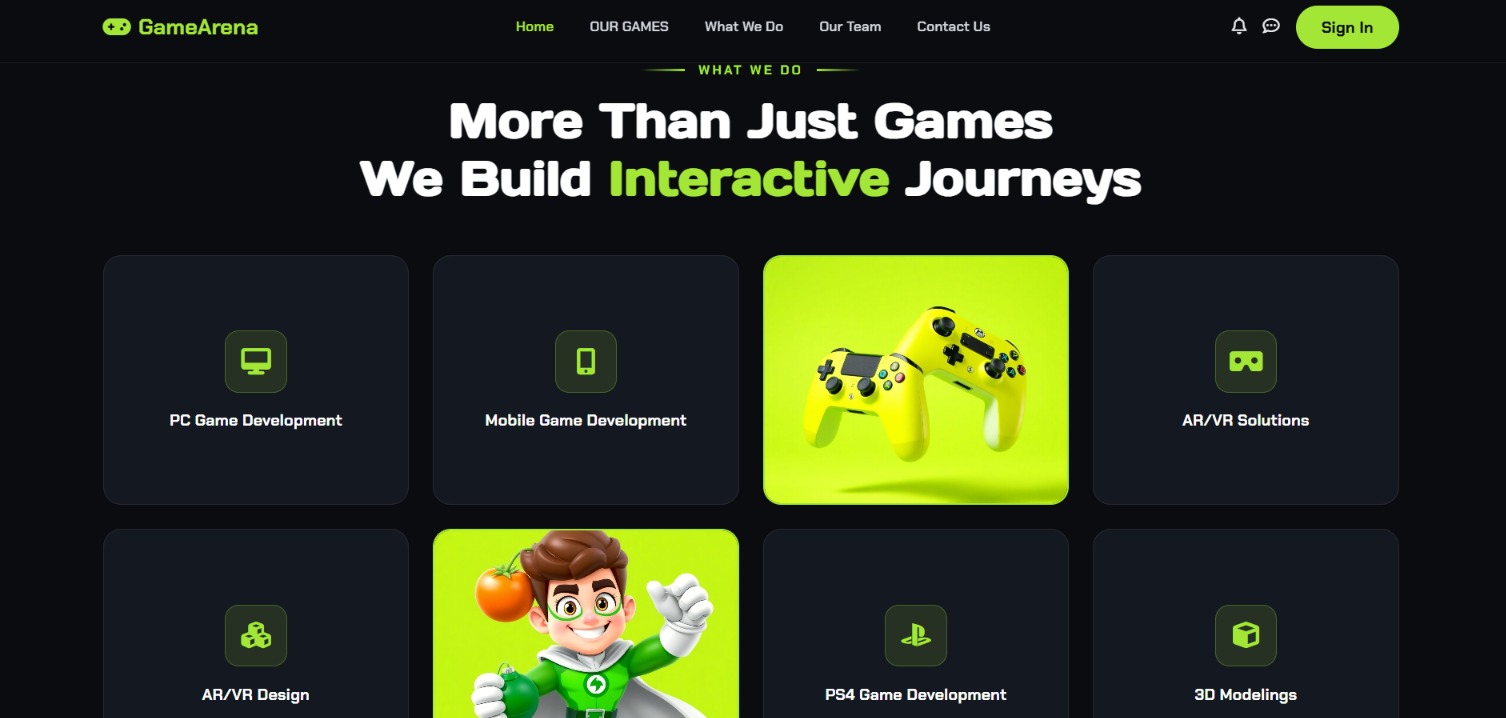 GameArena
Home
OUR GAMES
What We Do
Our Team
Contact Us
Sign In
WHAT WE DO
More Than Just Games
We Build Interactive Journeys
PC Game Development
Mobile Game Development
AR/VR Solutions
AR/VR Design
PS4 Game Development
3D Modelings